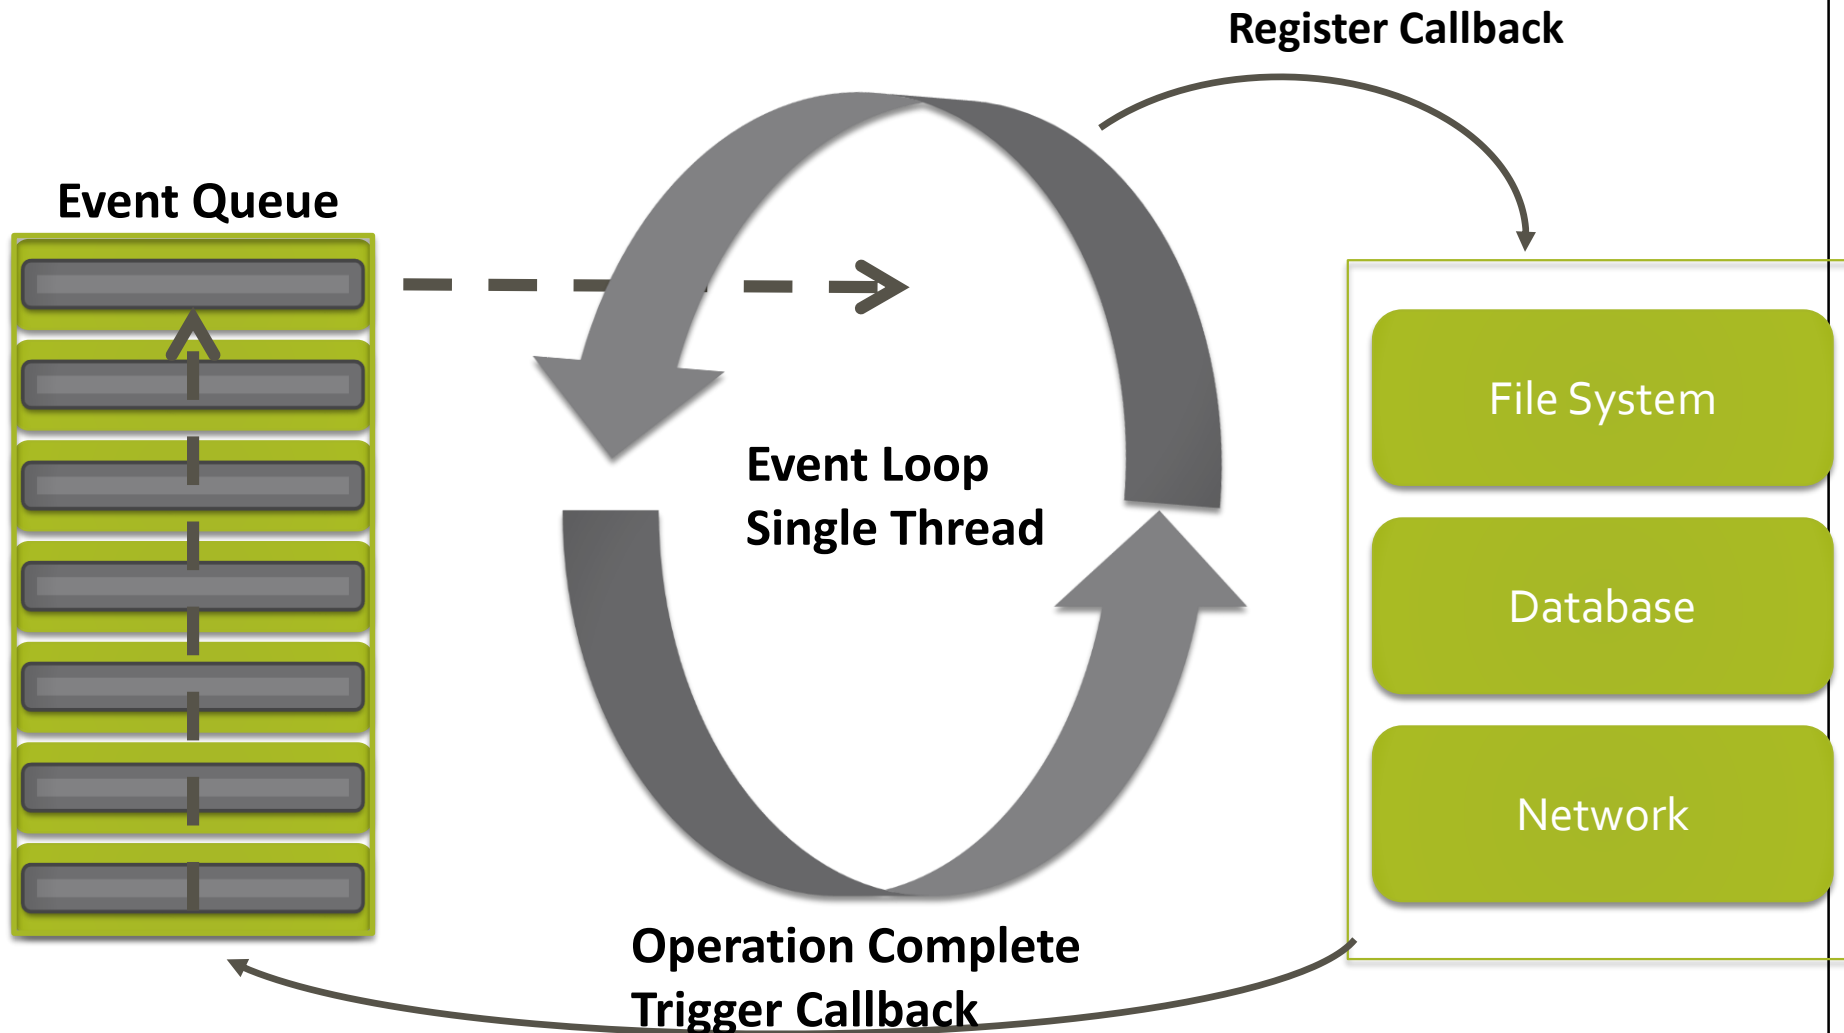 Register Callback
Event Queue
Event Loop
Single Thread
File System
Database
Network
Operation Complete
Trigger Callback